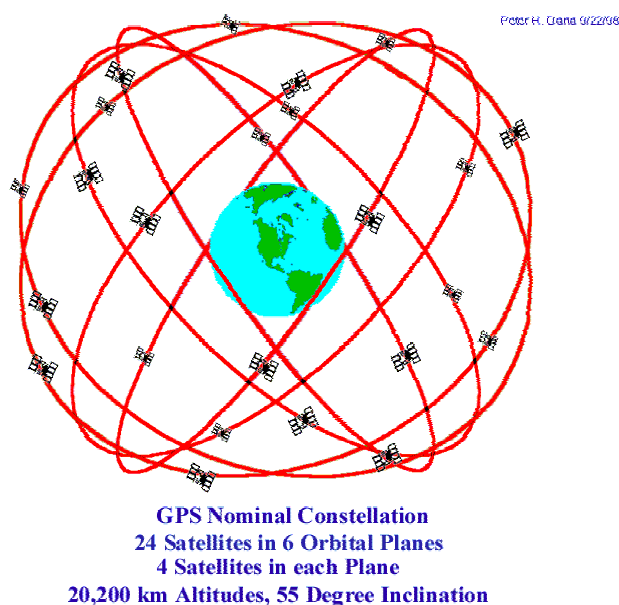 Peter H. Dana 9/22/98
GPS Nominal Constellation
24 Satellites in 6 Orbital Planes
4 Satellites in each Plane
20,200 km Altitudes, 55 Degree Inclination